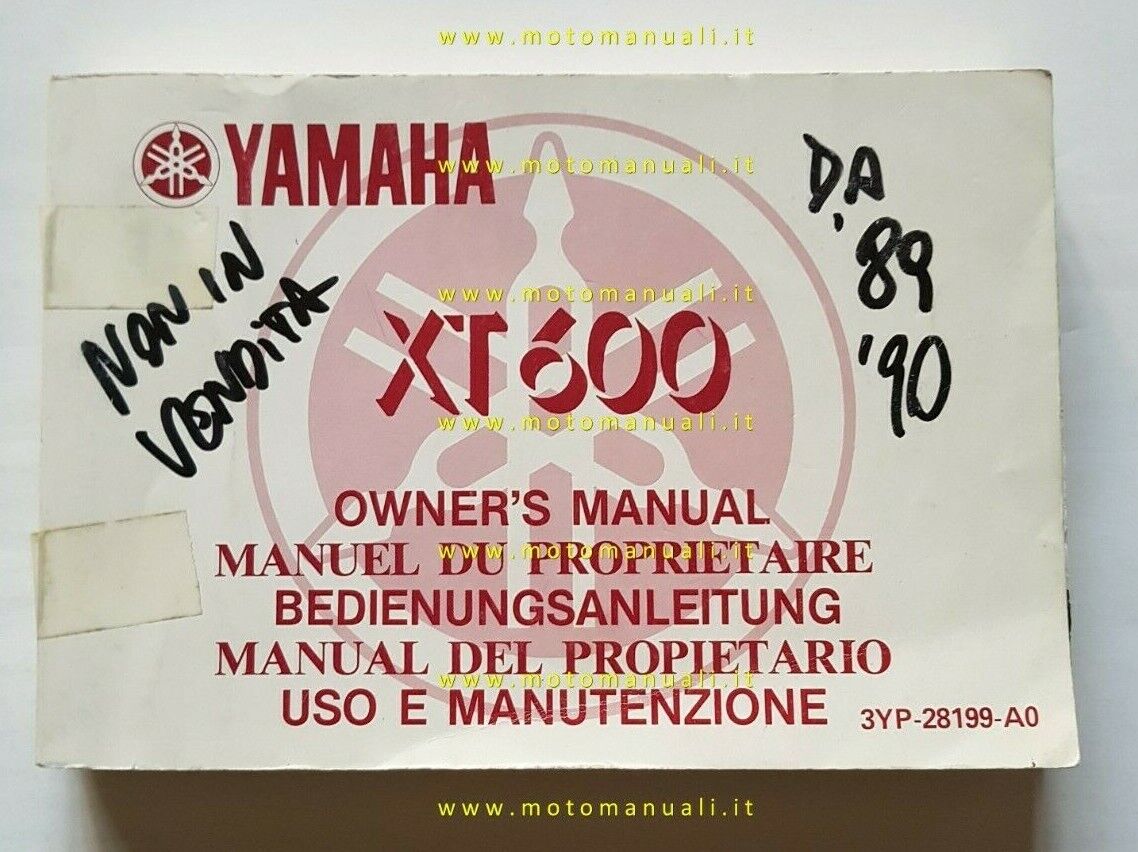 www.motomanuali.it
YAMAHA
www.motomanuali.it
D.A
'89
'90
NON IN
VENDITA
www.motomanuali.it
XT600
www.motomanuali.it
OWNER'S MANUAL
MANUEL DU PROPRIETAIRE
www.motomanuali.it
BEDIENUNGSANLEITUNG
MANUAL DEL PROPIETARIO
www.motomanuali.it
USO E MANUTENZIONE
3YP-28199-A0
www.motomanuali.it